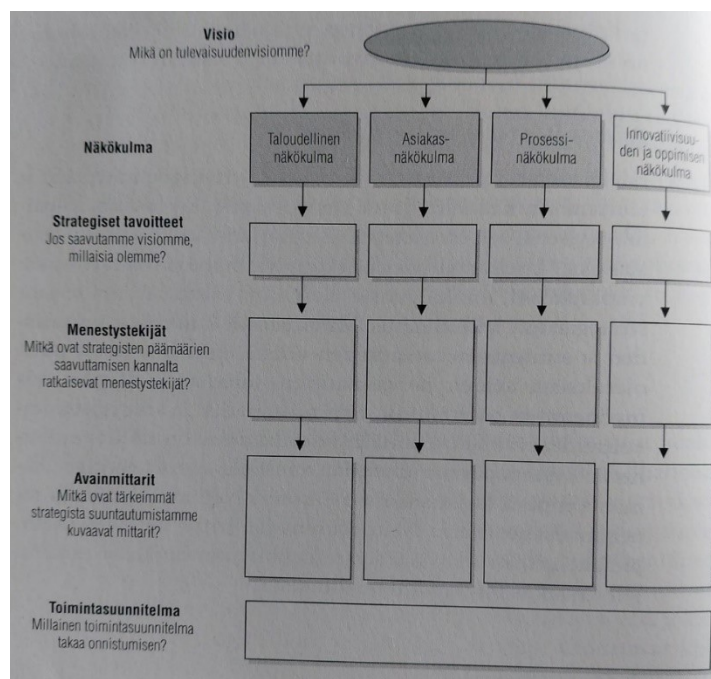 Visio
Mikä on tulevaisuudenvisiomme?
Näkökulma
Taloudellinen
näkökulma
Asiakas-
näkökulma
Prosessi-
näkökulma
Innovatiivisuu-
den ja oppimisen
näkökulma
Strategiset tavoitteet
Jos saavutamme visiomme,
millaisia olemme?
Menestystekijät
Mitkä ovat strategisten päämäärien
saavuttamisen kannalta
ratkaisevat menestystekijät?
Avainmittarit
Mitkä ovat tärkeimmät
strategista suuntautumistamme
kuvaavat mittarit?
Toimintasuunnitelma
Millainen toimintasuunnitelma
takaa onnistumisen?